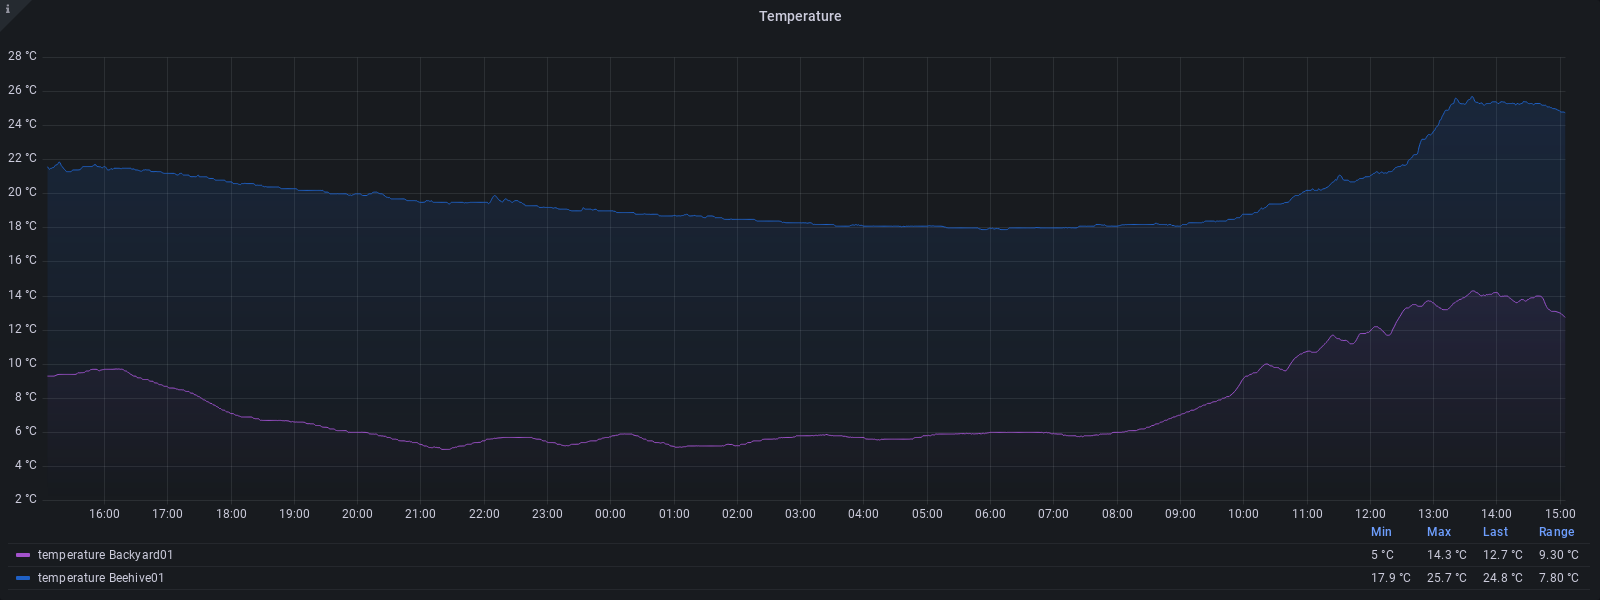 i
Temperature
28 °C
26 °C
24 °C
22 °C
20 °C
18 °C
16 °C
14 °C
12 °C
10 °C
8 °C
6 °C
4 °C
2 °C
16:00 17:00 18:00 19:00 20:00 21:00 22:00 23:00 00:00 01:00 02:00 03:00 04:00 05:00 06:00 07:00 08:00 09:00 10:00 11:00 12:00 13:00 14:00 15:00
Min Max Last Range
temperature Backyard01 5 °C 14.3 °C 12.7 °C 9.30 °C
temperature Beehive01 17.9 °C 25.7 °C 24.8 °C 7.80 °C